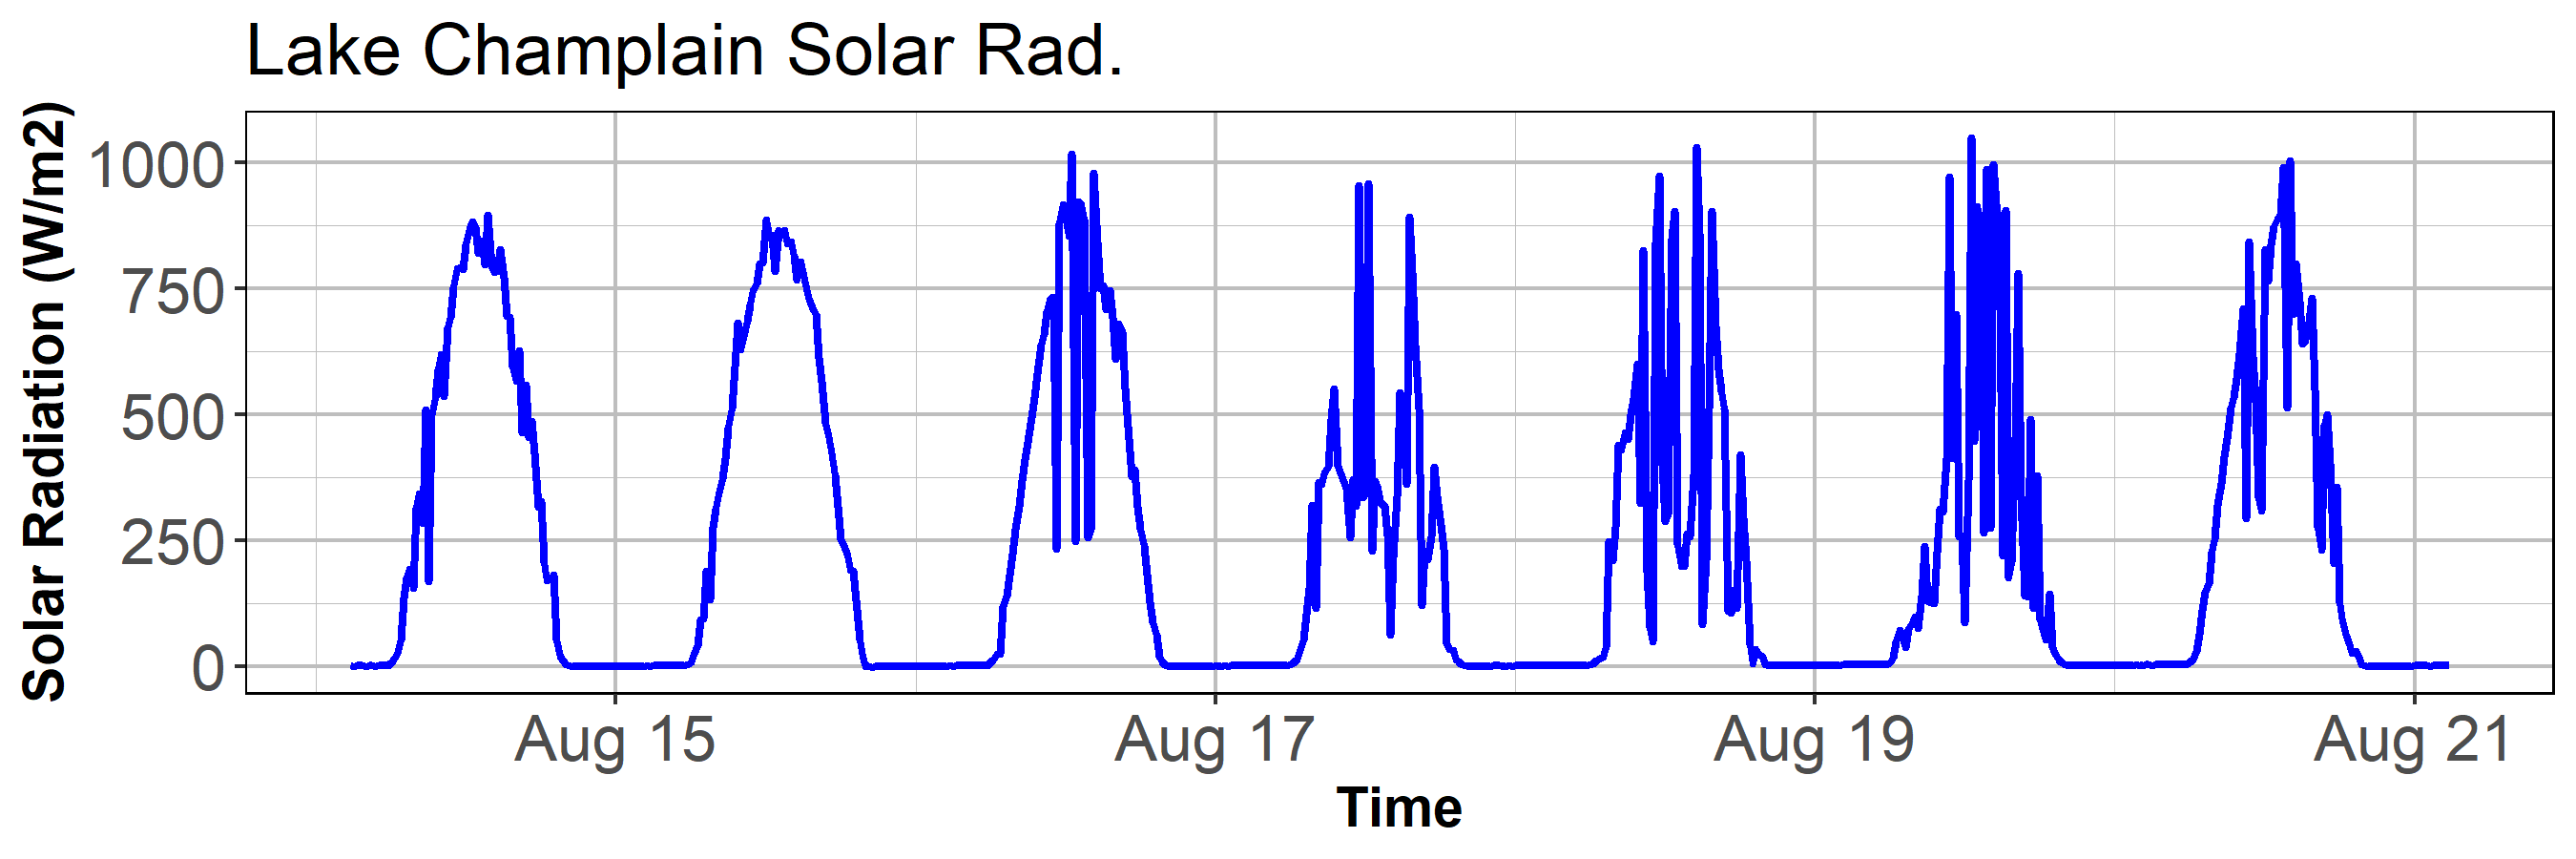 Lake Champlain Solar Rad.
Solar Radiation (W/m2)
1000
750
500
250
0
Aug 15 Aug 17 Aug 19 Aug 21
Time